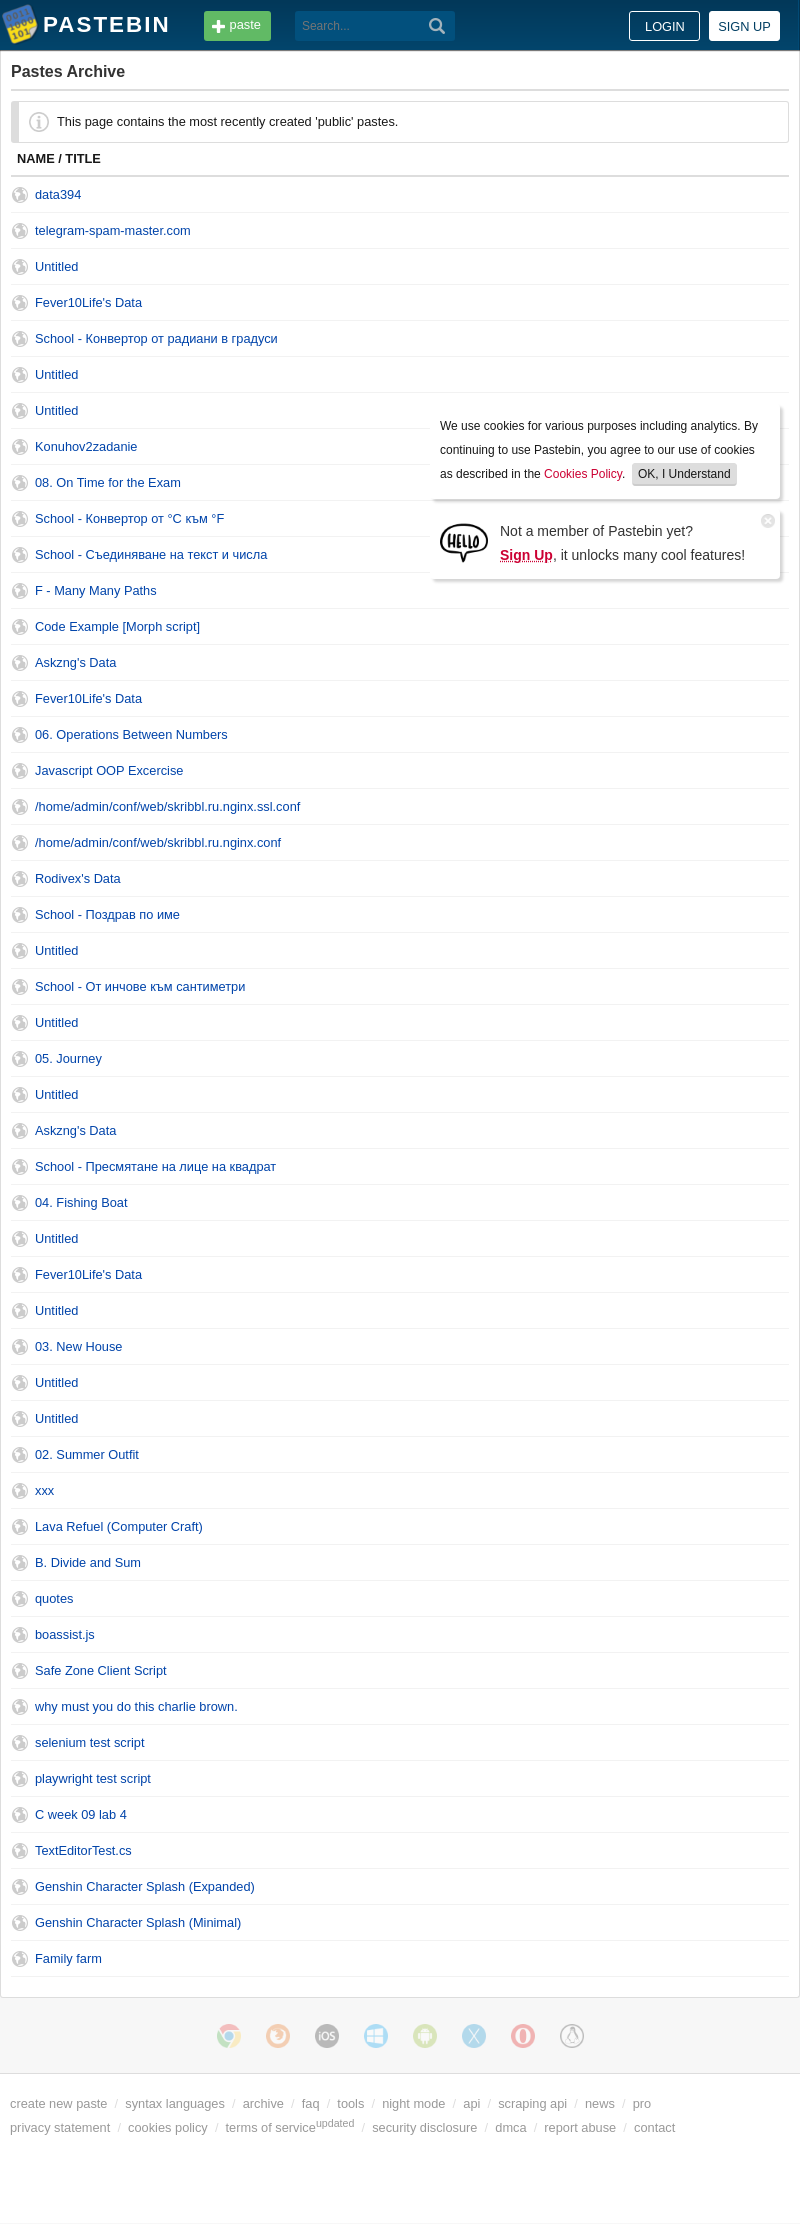 PASTEBIN
paste
Search...
LOGIN
SIGN UP
Pastes Archive
This page contains the most recently created 'public' pastes.
NAME / TITLE
data394
telegram-spam-master.com
Untitled
Fever10Life's Data
School - Конвертор от радиани в градуси
Untitled
Untitled
Konuhov2zadanie
08. On Time for the Exam
School - Конвертор от °C към °F
School - Съединяване на текст и числа
We use cookies for various purposes including analytics. By
continuing to use Pastebin, you agree to our use of cookies
as described in the Cookies Policy. OK, I Understand
Not a member of Pastebin yet?
Sign Up, it unlocks many cool features!
HELLO
F - Many Many Paths
Code Example [Morph script]
Askzng's Data
Fever10Life's Data
06. Operations Between Numbers
Javascript OOP Excercise
/home/admin/conf/web/skribbl.ru.nginx.ssl.conf
/home/admin/conf/web/skribbl.ru.nginx.conf
Rodivex's Data
School - Поздрав по име
Untitled
School - От инчове към сантиметри
Untitled
05. Journey
Untitled
Askzng's Data
School - Пресмятане на лице на квадрат
04. Fishing Boat
Untitled
Fever10Life's Data
Untitled
03. New House
Untitled
Untitled
02. Summer Outfit
xxx
Lava Refuel (Computer Craft)
B. Divide and Sum
quotes
boassist.js
Safe Zone Client Script
why must you do this charlie brown.
selenium test script
playwright test script
C week 09 lab 4
TextEditorTest.cs
Genshin Character Splash (Expanded)
Genshin Character Splash (Minimal)
Family farm
iOS
create new paste / syntax languages / archive / faq / tools / night mode / api / scraping api / news / pro
privacy statement / cookies policy / terms of service updated / security disclosure / dmca / report abuse / contact